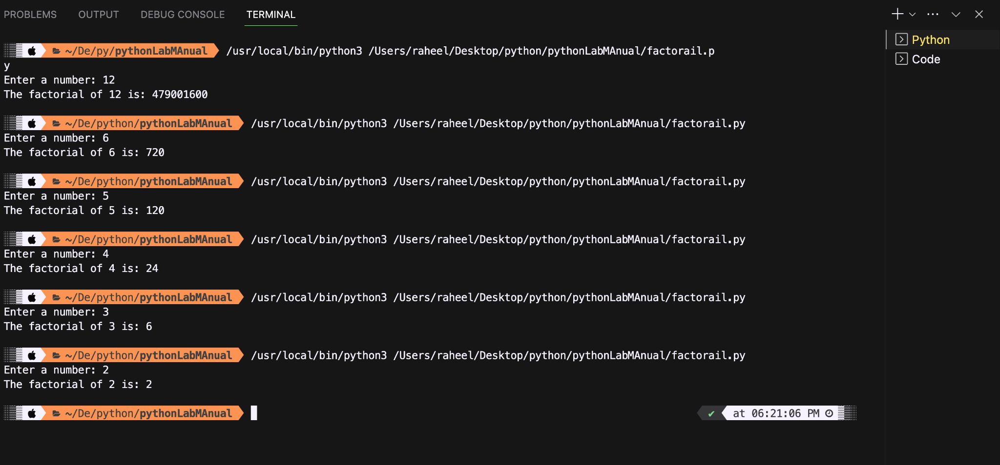 PROBLEMS OUTPUT DEBUG CONSOLE TERMINAL
~/De/py/pythonLabMAnual /usr/local/bin/python3 /Users/raheel/Desktop/python/pythonLabMAnual/factorail.p
y
Enter a number: 12
The factorial of 12 is: 479001600
~/De/python/pythonLabMAnual /usr/local/bin/python3 /Users/raheel/Desktop/python/pythonLabMAnual/factorail.py
Enter a number: 6
The factorial of 6 is: 720
~/De/python/pythonLabMAnual /usr/local/bin/python3 /Users/raheel/Desktop/python/pythonLabMAnual/factorail.py
Enter a number: 5
The factorial of 5 is: 120
~/De/python/pythonLabMAnual /usr/local/bin/python3 /Users/raheel/Desktop/python/pythonLabMAnual/factorail.py
Enter a number: 4
The factorial of 4 is: 24
~/De/python/pythonLabMAnual /usr/local/bin/python3 /Users/raheel/Desktop/python/pythonLabMAnual/factorail.py
Enter a number: 3
The factorial of 3 is: 6
~/De/python/pythonLabMAnual /usr/local/bin/python3 /Users/raheel/Desktop/python/pythonLabMAnual/factorail.py
Enter a number: 2
The factorial of 2 is: 2
~/De/python/pythonLabMAnual ✔ at 06:21:06 PM
Python
Code